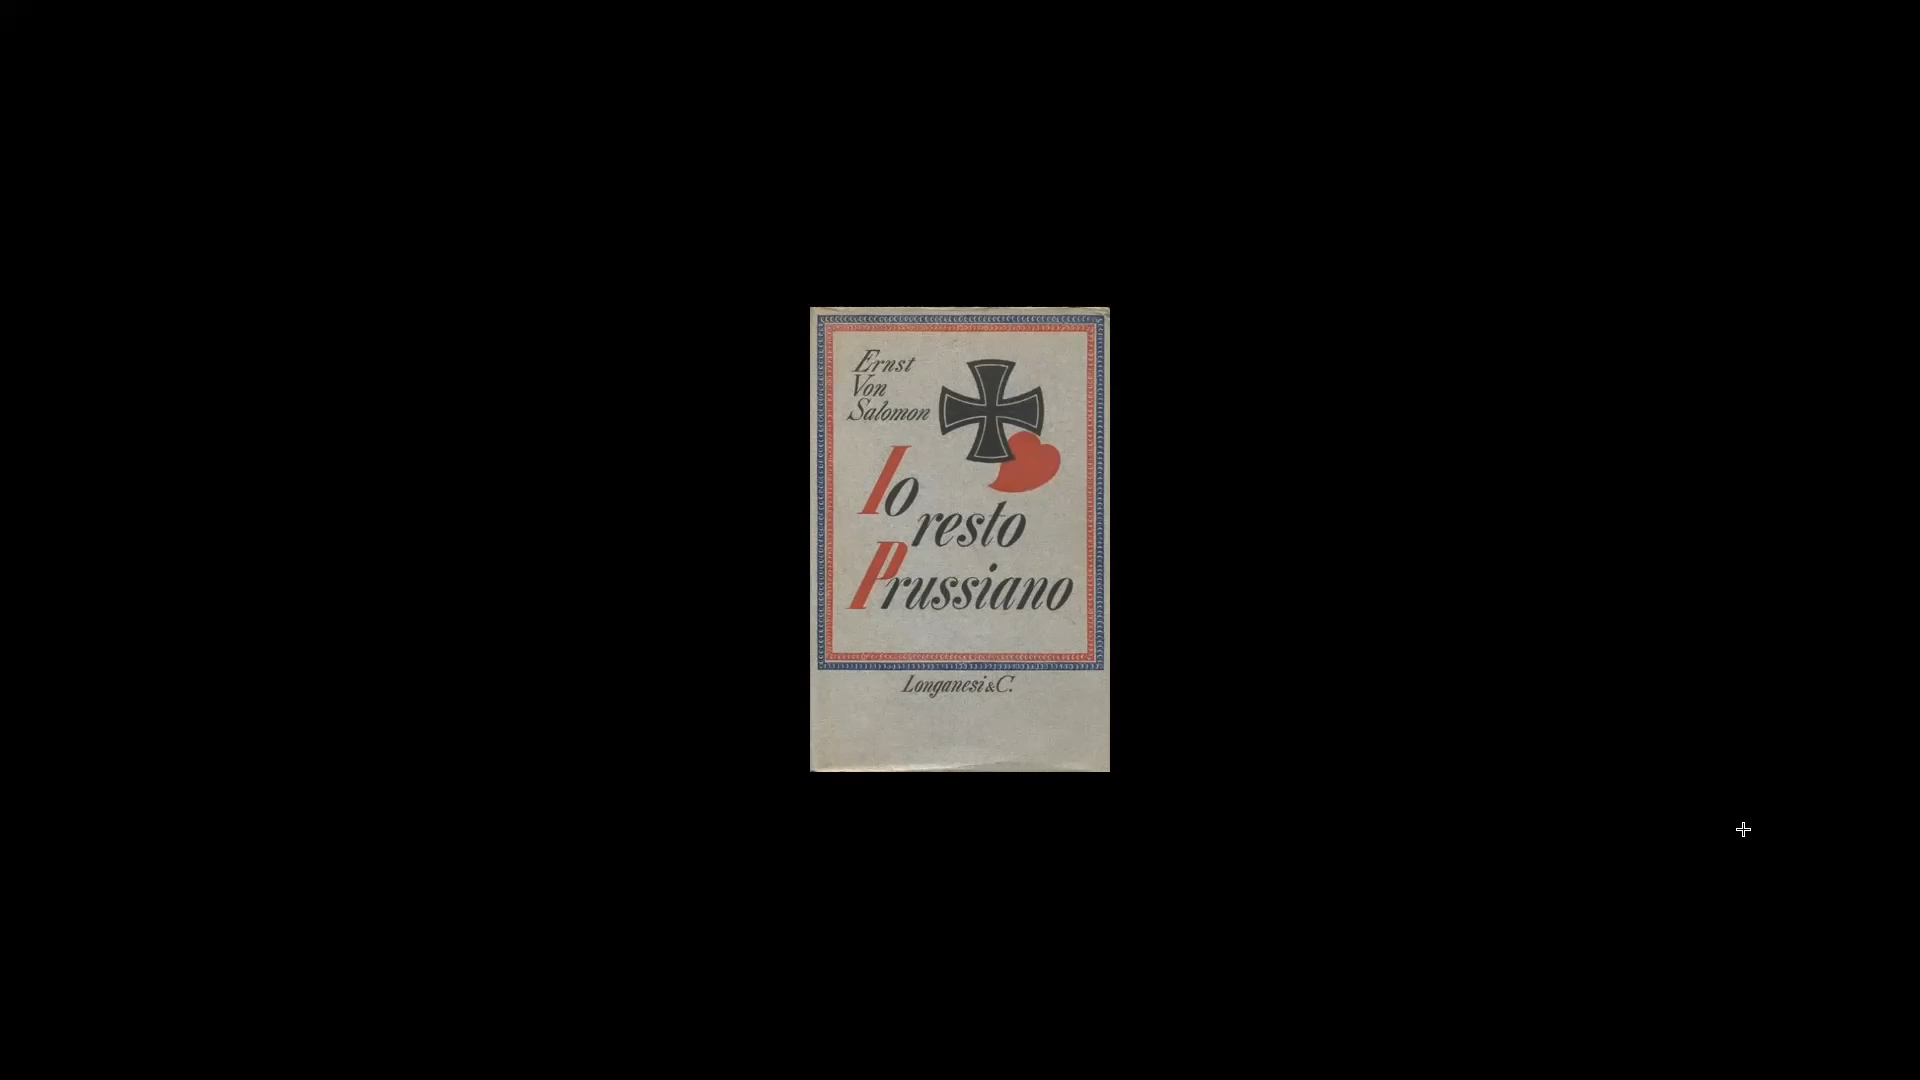 Ernst
Von
Salomon
Io
resto
Prussiano
Longanesi & C.